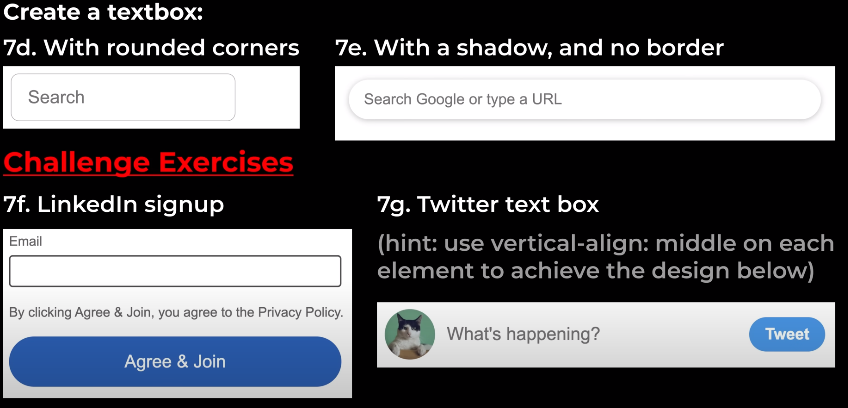 Create a textbox:
7d. With rounded corners
Search
7e. With a shadow, and no border
Search Google or type a URL
Challenge Exercises
7f. LinkedIn signup
Email
By clicking Agree & Join, you agree to the Privacy Policy.
Agree & Join
7g. Twitter text box
(hint: use vertical-align: middle on each
element to achieve the design below)
What's happening?
Tweet